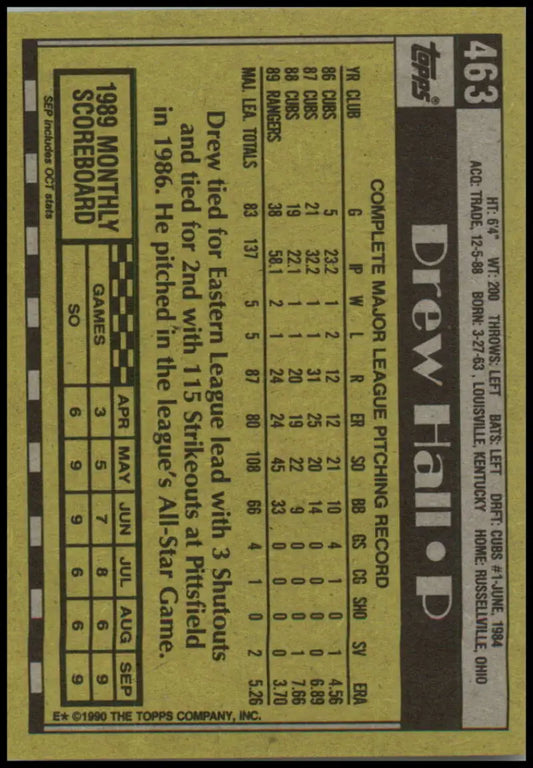 463
HT: 6'4" WT: 200 THROWS: LEFT BATS: LEFT DRFT: CUBS #1-JUNE, 1984
ACQ: TRADE, 12-5-88 BORN: 3-27-63, LOUISVILLE, KENTUCKY HOME: RUSSELLVILLE, OHIO
topps®
Drew Hall • P
COMPLETE MAJOR LEAGUE PITCHING RECORD
YR CLUB G IP W L R ER SO BB GS CG SHO SV ERA
86 CUBS 5 23.2 1 2 12 12 21 10 4 1 0 1 4.56
87 CUBS 21 32.2 1 1 31 25 20 14 0 0 0 0 6.89
88 CUBS 19 22.1 1 1 20 19 22 9 0 0 0 1 7.66
89 RANGERS 38 58.1 2 1 24 24 45 33 0 0 0 0 3.70
MAJ. LEA. TOTALS 83 137 5 5 87 80 108 66 4 1 0 2 5.26
Drew tied for Eastern League lead with 3 Shutouts
and tied for 2nd with 115 Strikeouts at Pittsfield
in 1986. He pitched in the league's All-Star Game.
1989 MONTHLY
SCOREBOARD
APR MAY JUN JUL AUG SEP
GAMES 3 5 7 8 6 9
SO 6 9 9 6 6 9
SEP includes OCT stats
E* ©1990 THE TOPPS COMPANY, INC.